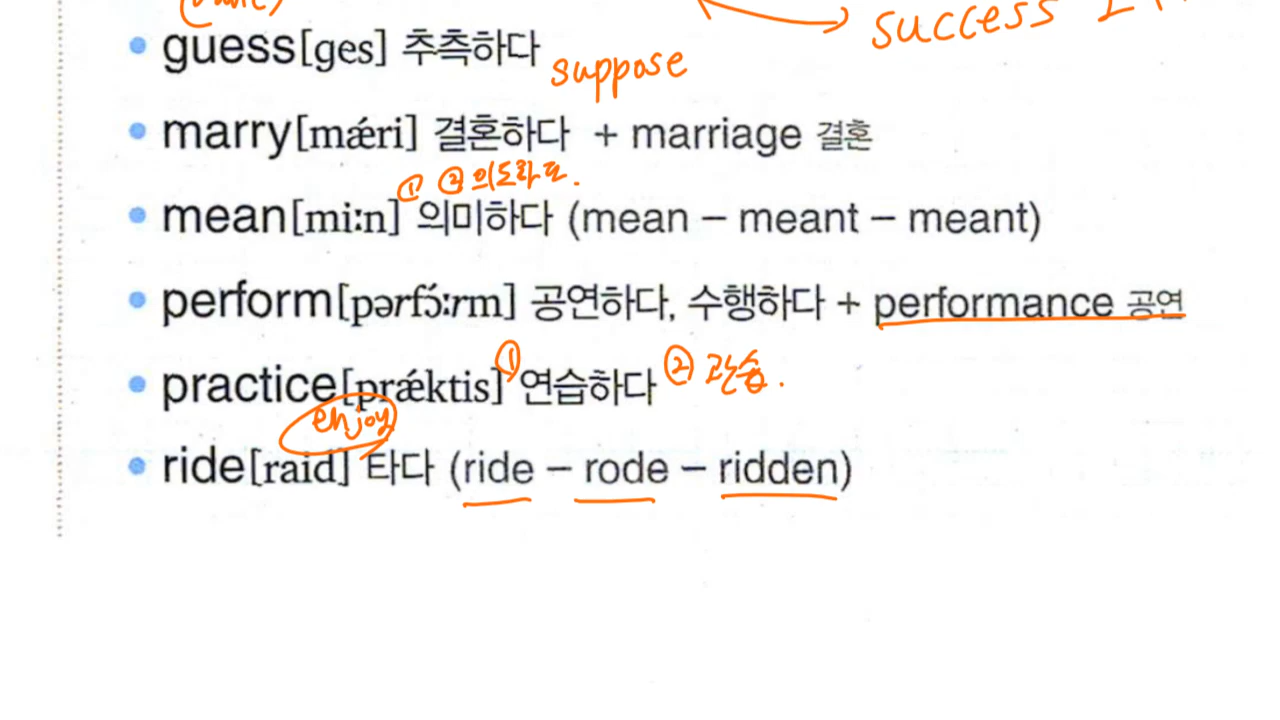 success
guess[ges] 추측하다 suppose
marry[mǽri] 결혼하다 + marriage 결혼
① ② 의도하다.
mean[mi:n] 의미하다 (mean – meant – meant)
perform[pərfɔ́:rm] 공연하다, 수행하다 + performance 공연
practice[prǽktis] ① 연습하다 ② 관습.
enjoy
ride[raid] 타다 (ride – rode – ridden)